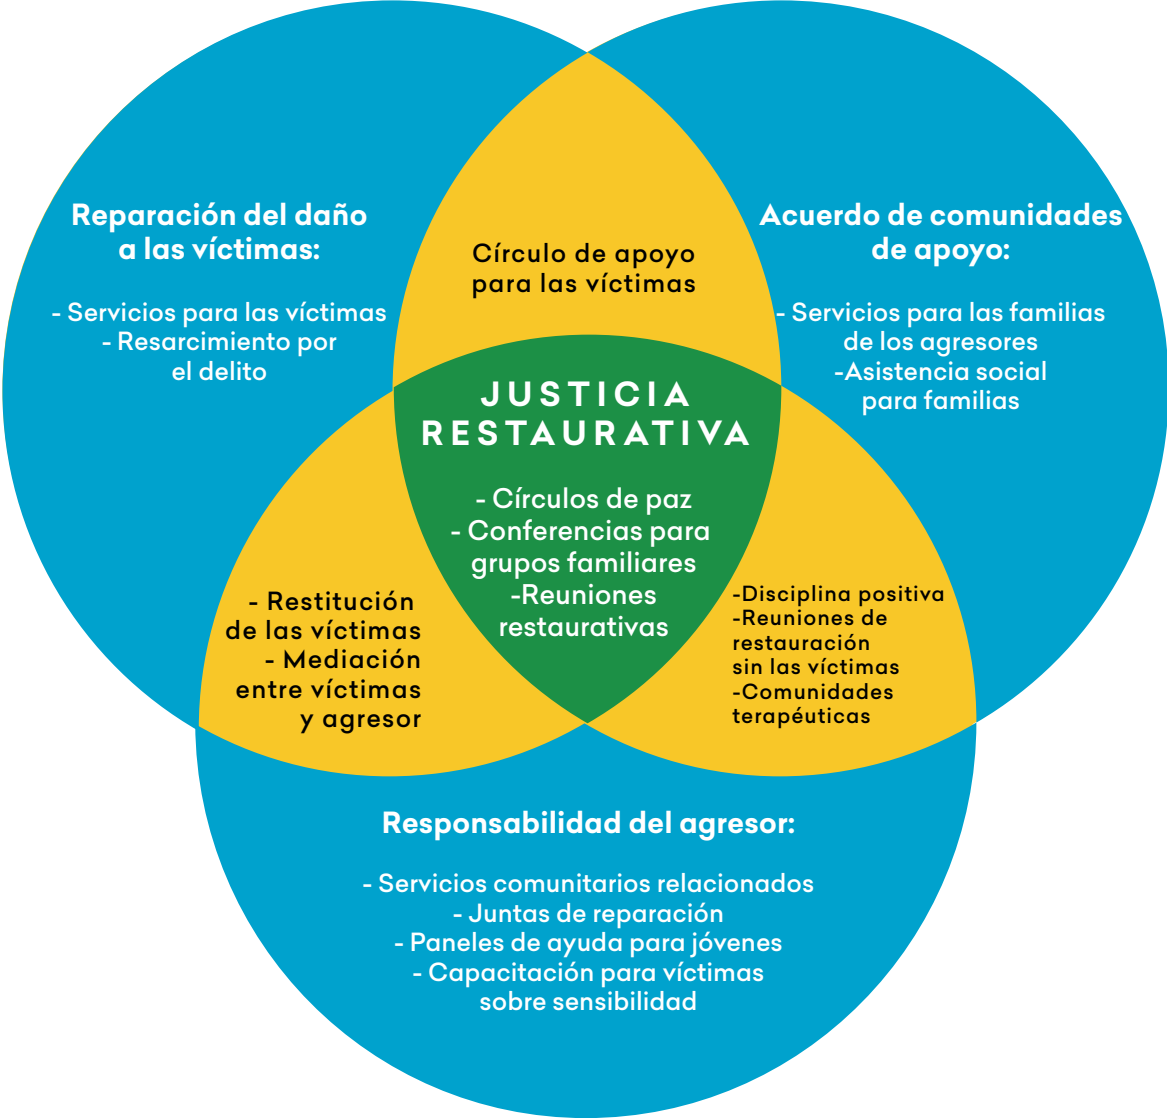 Reparación del daño
a las víctimas:
- Servicios para las víctimas
- Resarcimiento por
el delito
Círculo de apoyo
para las víctimas
Acuerdo de comunidades
de apoyo:
- Servicios para las familias
de los agresores
-Asistencia social
para familias
JUSTICIA
RESTAURATIVA
- Círculos de paz
- Conferencias para
grupos familiares
-Reuniones
restaurativas
- Restitución
de las víctimas
- Mediación
entre víctimas
y agresor
-Disciplina positiva
-Reuniones de
restauración
sin las víctimas
-Comunidades
terapéuticas
Responsabilidad del agresor:
- Servicios comunitarios relacionados
- Juntas de reparación
- Paneles de ayuda para jóvenes
- Capacitación para víctimas
sobre sensibilidad